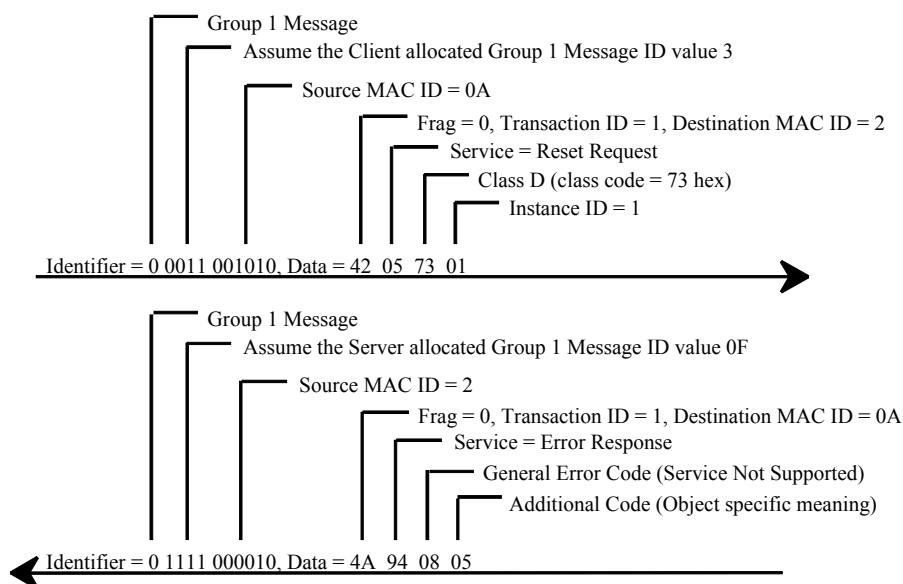 Group 1 Message
Assume the Client allocated Group 1 Message ID value 3
Source MAC ID = 0A
Frag = 0, Transaction ID = 1, Destination MAC ID = 2
Service = Reset Request
Class D (class code = 73 hex)
Instance ID = 1
Identifier = 0 0011 001010, Data = 42 05 73 01
Group 1 Message
Assume the Server allocated Group 1 Message ID value 0F
Source MAC ID = 2
Frag = 0, Transaction ID = 1, Destination MAC ID = 0A
Service = Error Response
General Error Code (Service Not Supported)
Additional Code (Object specific meaning)
Identifier = 0 1111 000010, Data = 4A 94 08 05